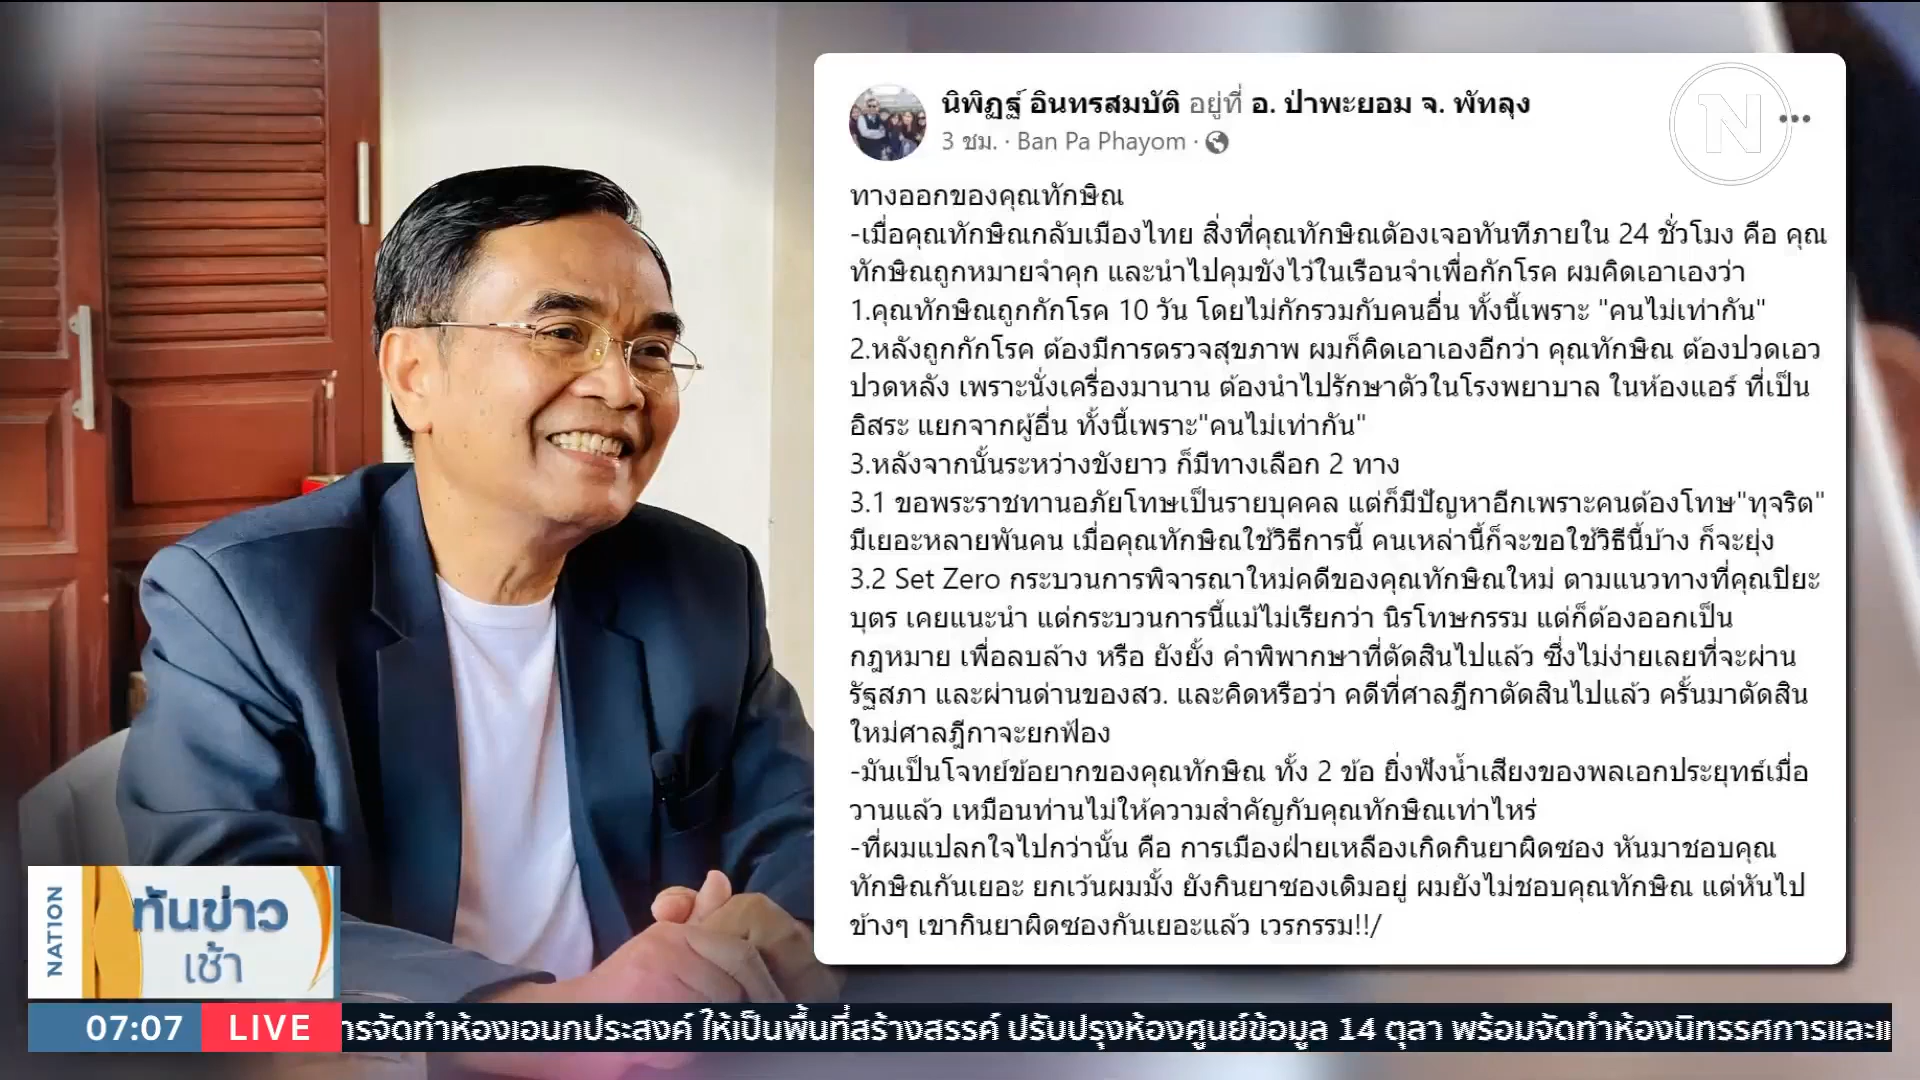 นิพิฏฐ์ อินทรสมบัติ อยู่ที่ อ. ป่าพะยอม จ. พัทลุง
3 ชม. · Ban Pa Phayom ·
N
ทางออกของคุณทักษิณ
-เมื่อคุณทักษิณกลับเมืองไทย สิ่งที่คุณทักษิณต้องเจอทันทีภายใน 24 ชั่วโมง คือ คุณ
ทักษิณถูกหมายจำคุก และนำไปคุมขังไว้ในเรือนจำเพื่อกักโรค ผมคิดเอาเองว่า
1.คุณทักษิณถูกกักโรค 10 วัน โดยไม่กักรวมกับคนอื่น ทั้งนี้เพราะ "คนไม่เท่ากัน"
2.หลังถูกกักโรค ต้องมีการตรวจสุขภาพ ผมก็คิดเอาเองอีกว่า คุณทักษิณ ต้องปวดเอว
ปวดหลัง เพราะนั่งเครื่องมานาน ต้องนำไปรักษาตัวในโรงพยาบาล ในห้องแอร์ ที่เป็น
อิสระ แยกจากผู้อื่น ทั้งนี้เพราะ"คนไม่เท่ากัน"
3.หลังจากนั้นระหว่างขังยาว ก็มีทางเลือก 2 ทาง
3.1 ขอพระราชทานอภัยโทษเป็นรายบุคคล แต่ก็มีปัญหาอีกเพราะคนต้องโทษ"ทุจริต"
มีเยอะหลายพันคน เมื่อคุณทักษิณใช้วิธีการนี้ คนเหล่านี้ก็จะขอใช้วิธีนี้บ้าง ก็จะยุ่ง
3.2 Set Zero กระบวนการพิจารณาใหม่คดีของคุณทักษิณใหม่ ตามแนวทางที่คุณปิยะ
บุตร เคยแนะนำ แต่กระบวนการนี้แม้ไม่เรียกว่า นิรโทษกรรม แต่ก็ต้องออกเป็น
กฎหมาย เพื่อลบล้าง หรือ ยังยั้ง คำพิพากษาที่ตัดสินไปแล้ว ซึ่งไม่ง่ายเลยที่จะผ่าน
รัฐสภา และผ่านด่านของสว. และคิดหรือว่า คดีที่ศาลฎีกาตัดสินไปแล้ว ครั้นมาตัดสิน
ใหม่ศาลฎีกาจะยกฟ้อง
-มันเป็นโจทย์ข้อยากของคุณทักษิณ ทั้ง 2 ข้อ ยิ่งฟังน้ำเสียงของพลเอกประยุทธ์เมื่อ
วานแล้ว เหมือนท่านไม่ให้ความสำคัญกับคุณทักษิณเท่าไหร่
-ที่ผมแปลกใจไปกว่านั้น คือ การเมืองฝ่ายเหลืองเกิดกินยาผิดซอง หันมาชอบคุณ
ทักษิณกันเยอะ ยกเว้นผมมั้ง ยังกินยาซองเดิมอยู่ ผมยังไม่ชอบคุณทักษิณ แต่หันไป
ข้างๆ เขากินยาผิดซองกันเยอะแล้ว เวรกรรม!!/
NATION
ทันข่าว
เช้า
07:07 LIVE
ารจัดทำห้องเอนกประสงค์ ให้เป็นพื้นที่สร้างสรรค์ ปรับปรุงห้องศูนย์ข้อมูล 14 ตุลา พร้อมจัดทำห้องนิทรรศการและแ